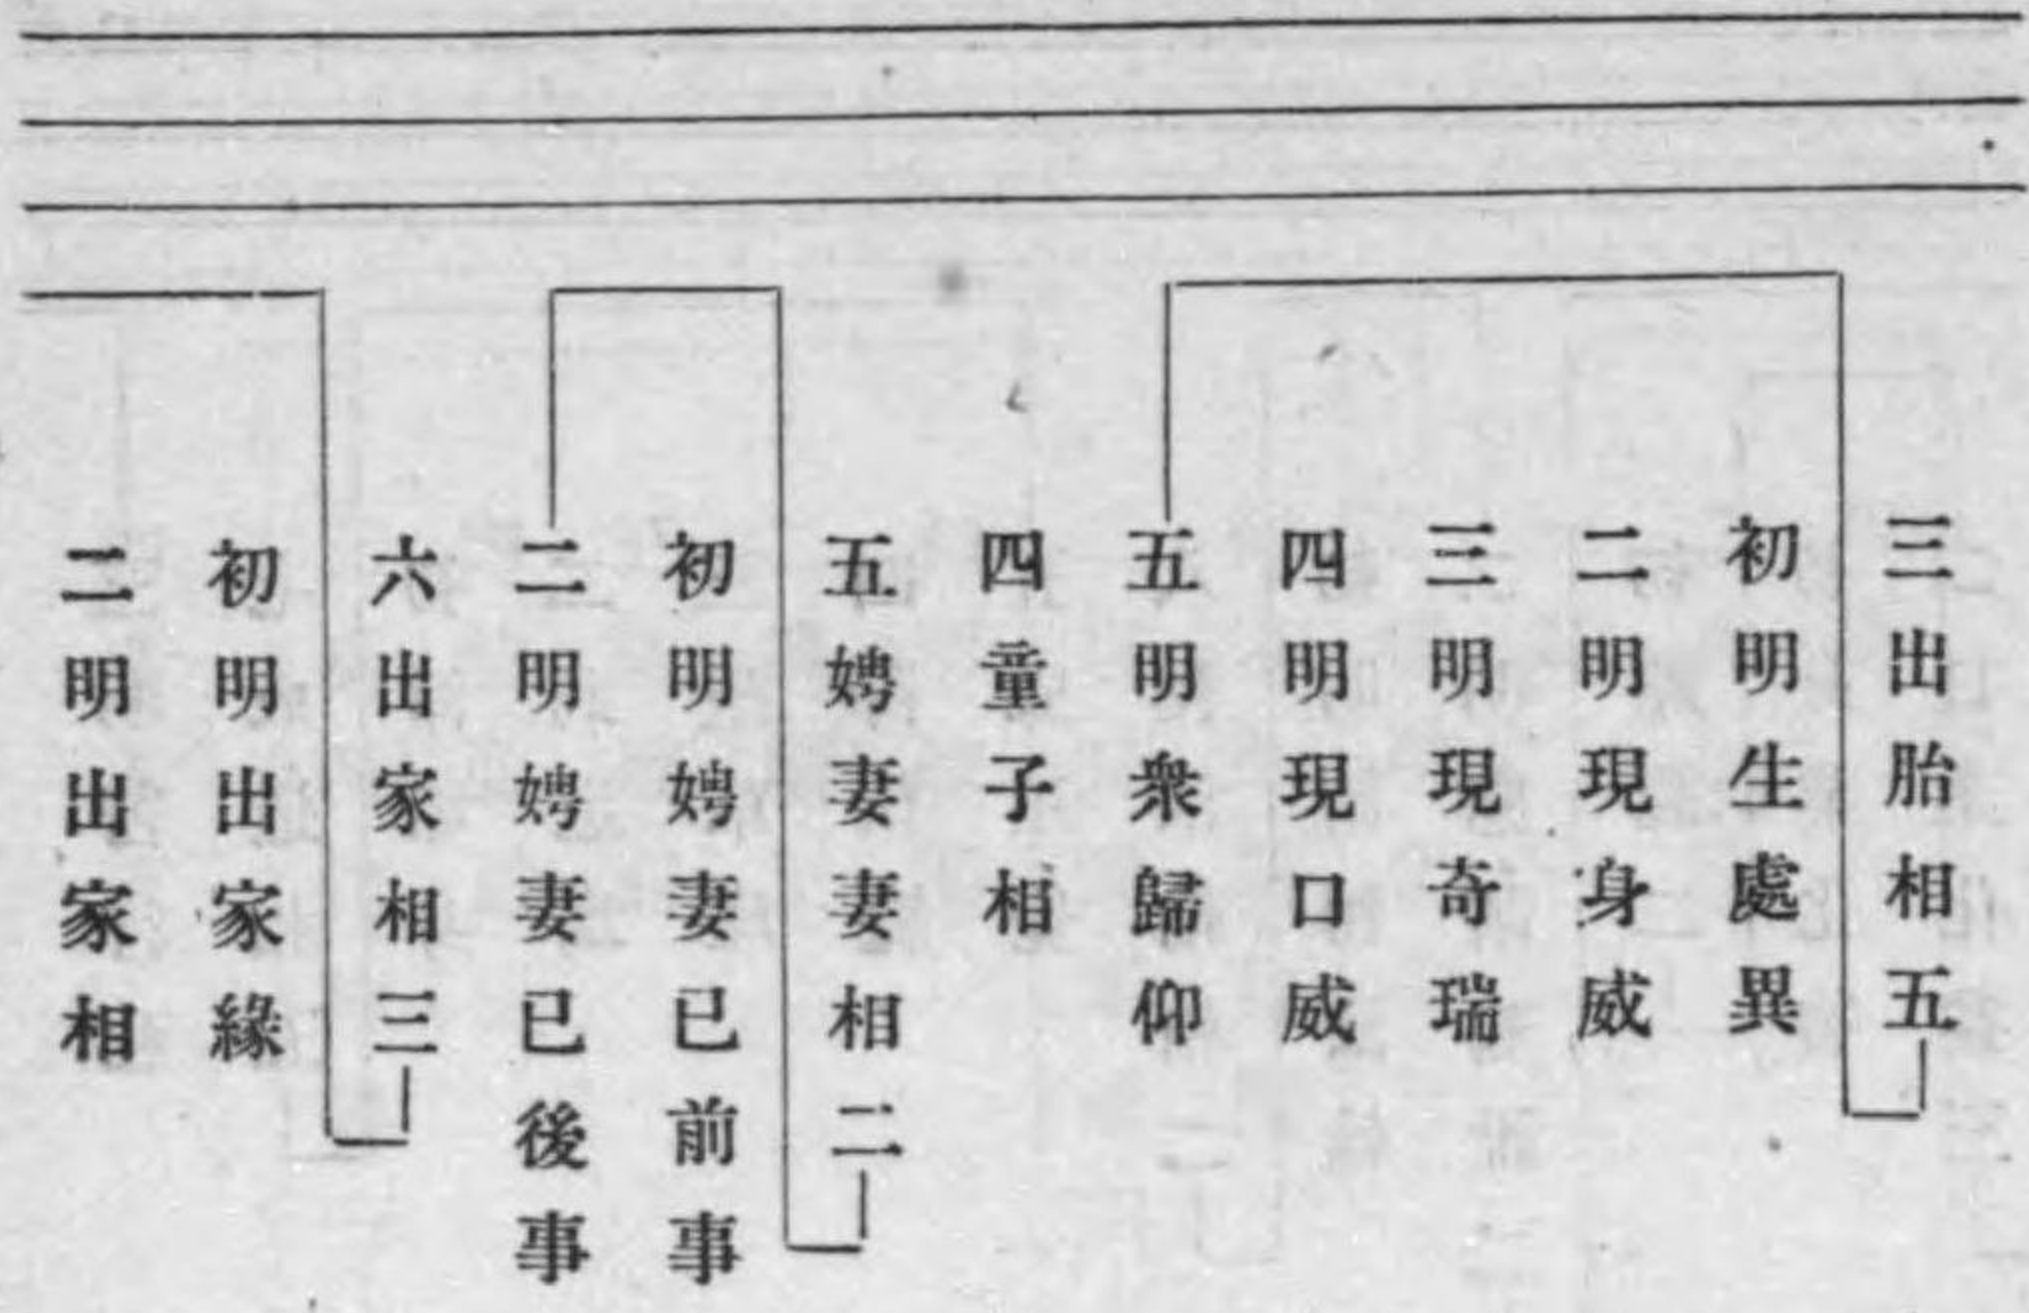 三出胎相五
初明生處異
二明現身威
三明現奇瑞
四明現口威
五明衆歸仰
四童子相
五娉妻妻相二
初明娉妻已前事
二明娉妻已後事
六出家相三
初明出家緣
二明出家相